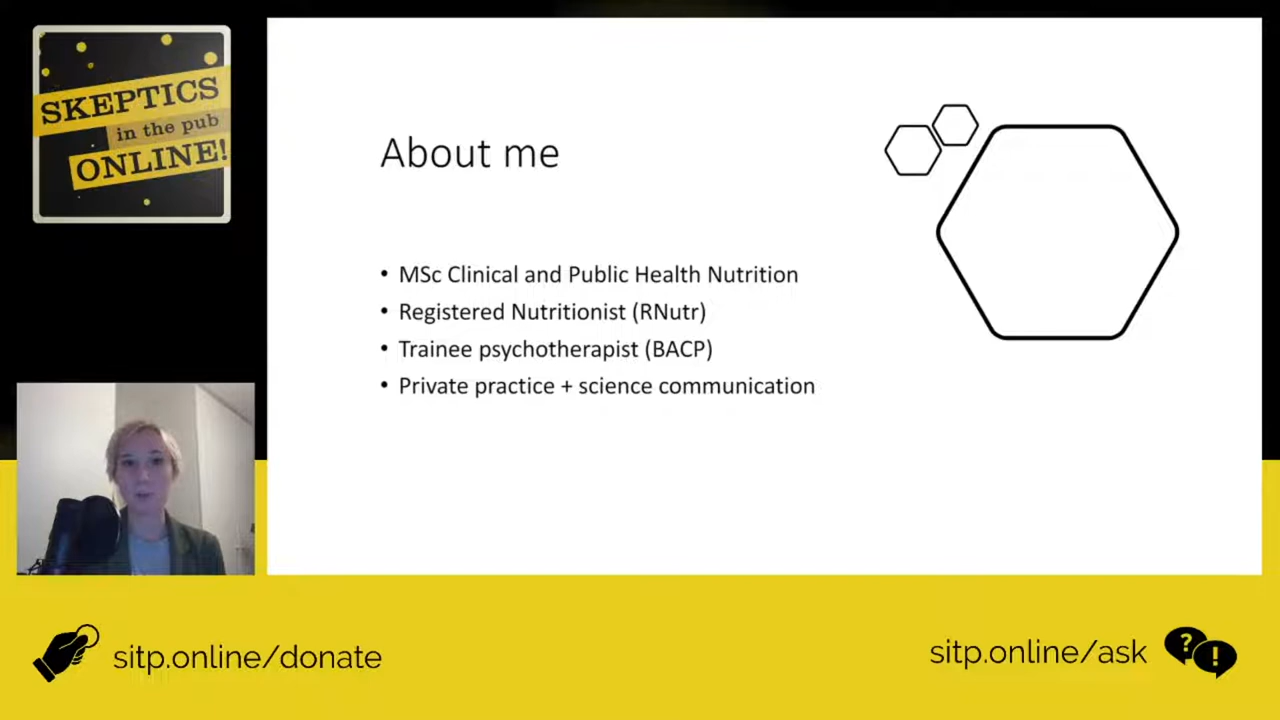 SKEPTICS
in the pub
ONLINE!
About me
• MSc Clinical and Public Health Nutrition
• Registered Nutritionist (RNutr)
• Trainee psychotherapist (BACP)
• Private practice + science communication
sitp.online/donate
sitp.online/ask
?
!